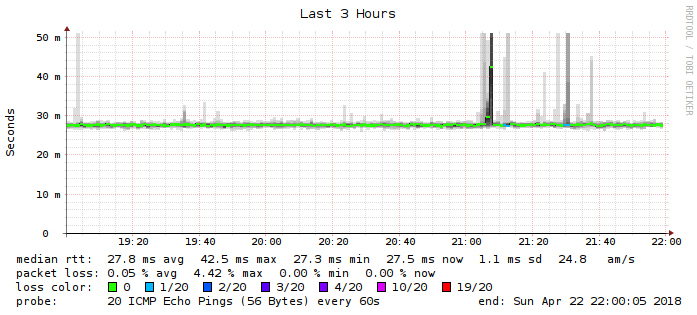 Last 3 Hours
RRDTOOL / TOBI OETIKER
Seconds
50 m
40 m
30 m
20 m
10 m
0
19:20 19:40 20:00 20:20 20:40 21:00 21:20 21:40 22:00
median rtt: 27.8 ms avg 42.5 ms max 27.3 ms min 27.5 ms now 1.1 ms sd 24.8 am/s
packet loss: 0.05 % avg 4.42 % max 0.00 % min 0.00 % now
loss color: 0 1/20 2/20 3/20 4/20 10/20 19/20
probe: 20 ICMP Echo Pings (56 Bytes) every 60s end: Sun Apr 22 22:00:05 2018